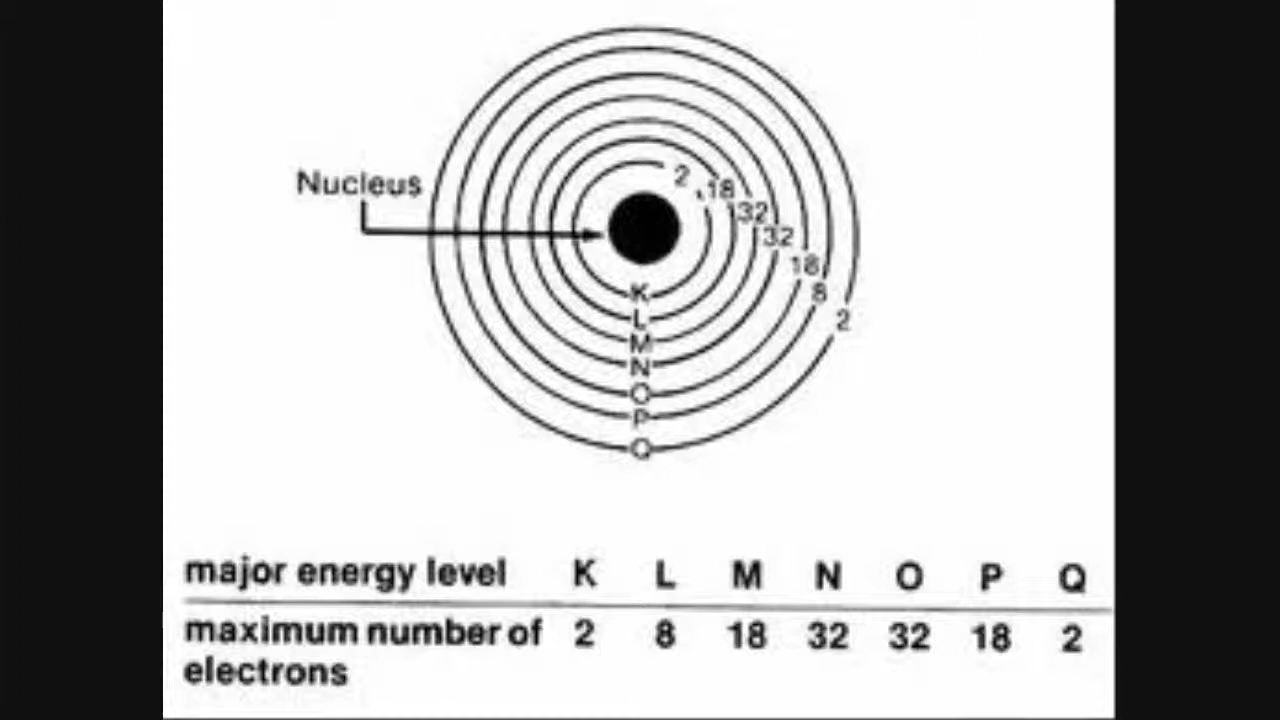 Nucleus
2
18
32
32
18
8
2
K
L
M
N
O
P
Q
major energy level K L M N O P Q
maximum number of 2 8 18 32 32 18 2
electrons